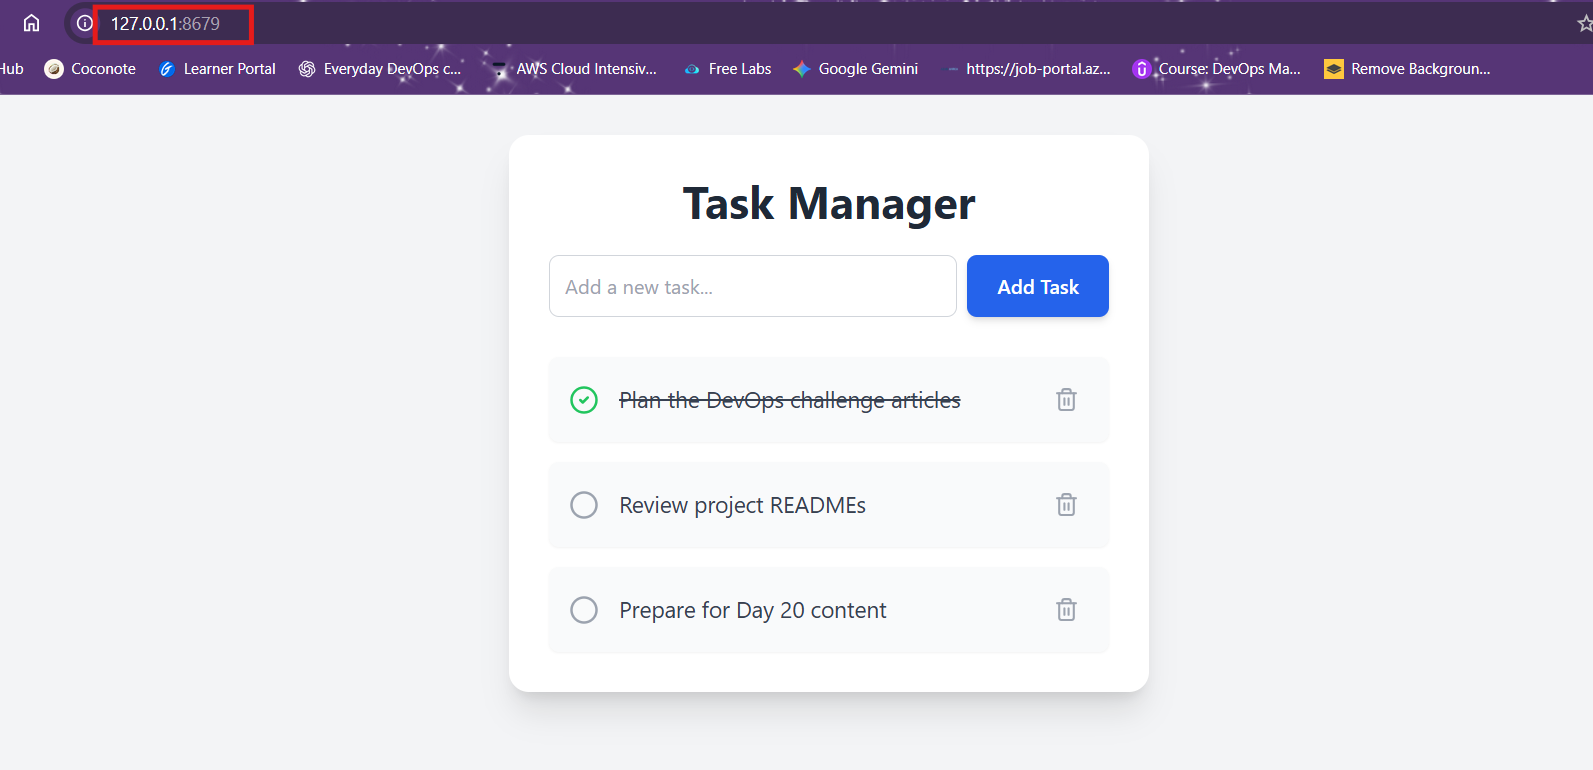 127.0.0.1:8679
Hub Coconote Learner Portal Everyday DevOps c... AWS Cloud Intensiv... Free Labs Google Gemini https://job-portal.az... Course: DevOps Ma... Remove Backgroun...
Task Manager
Add a new task... Add Task
Plan the DevOps challenge articles
Review project READMEs
Prepare for Day 20 content